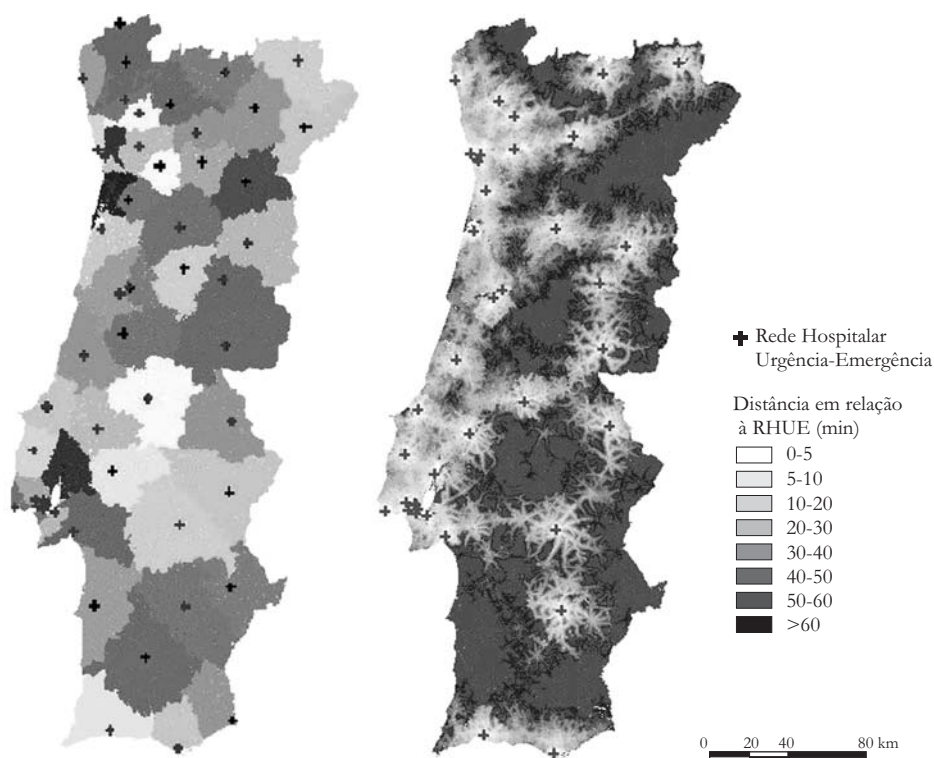 Rede Hospitalar
Urgência-Emergência
Distância em relação
à RHUE (min)
0-5
5-10
10-20
20-30
30-40
40-50
50-60
>60
0 20 40 80 km